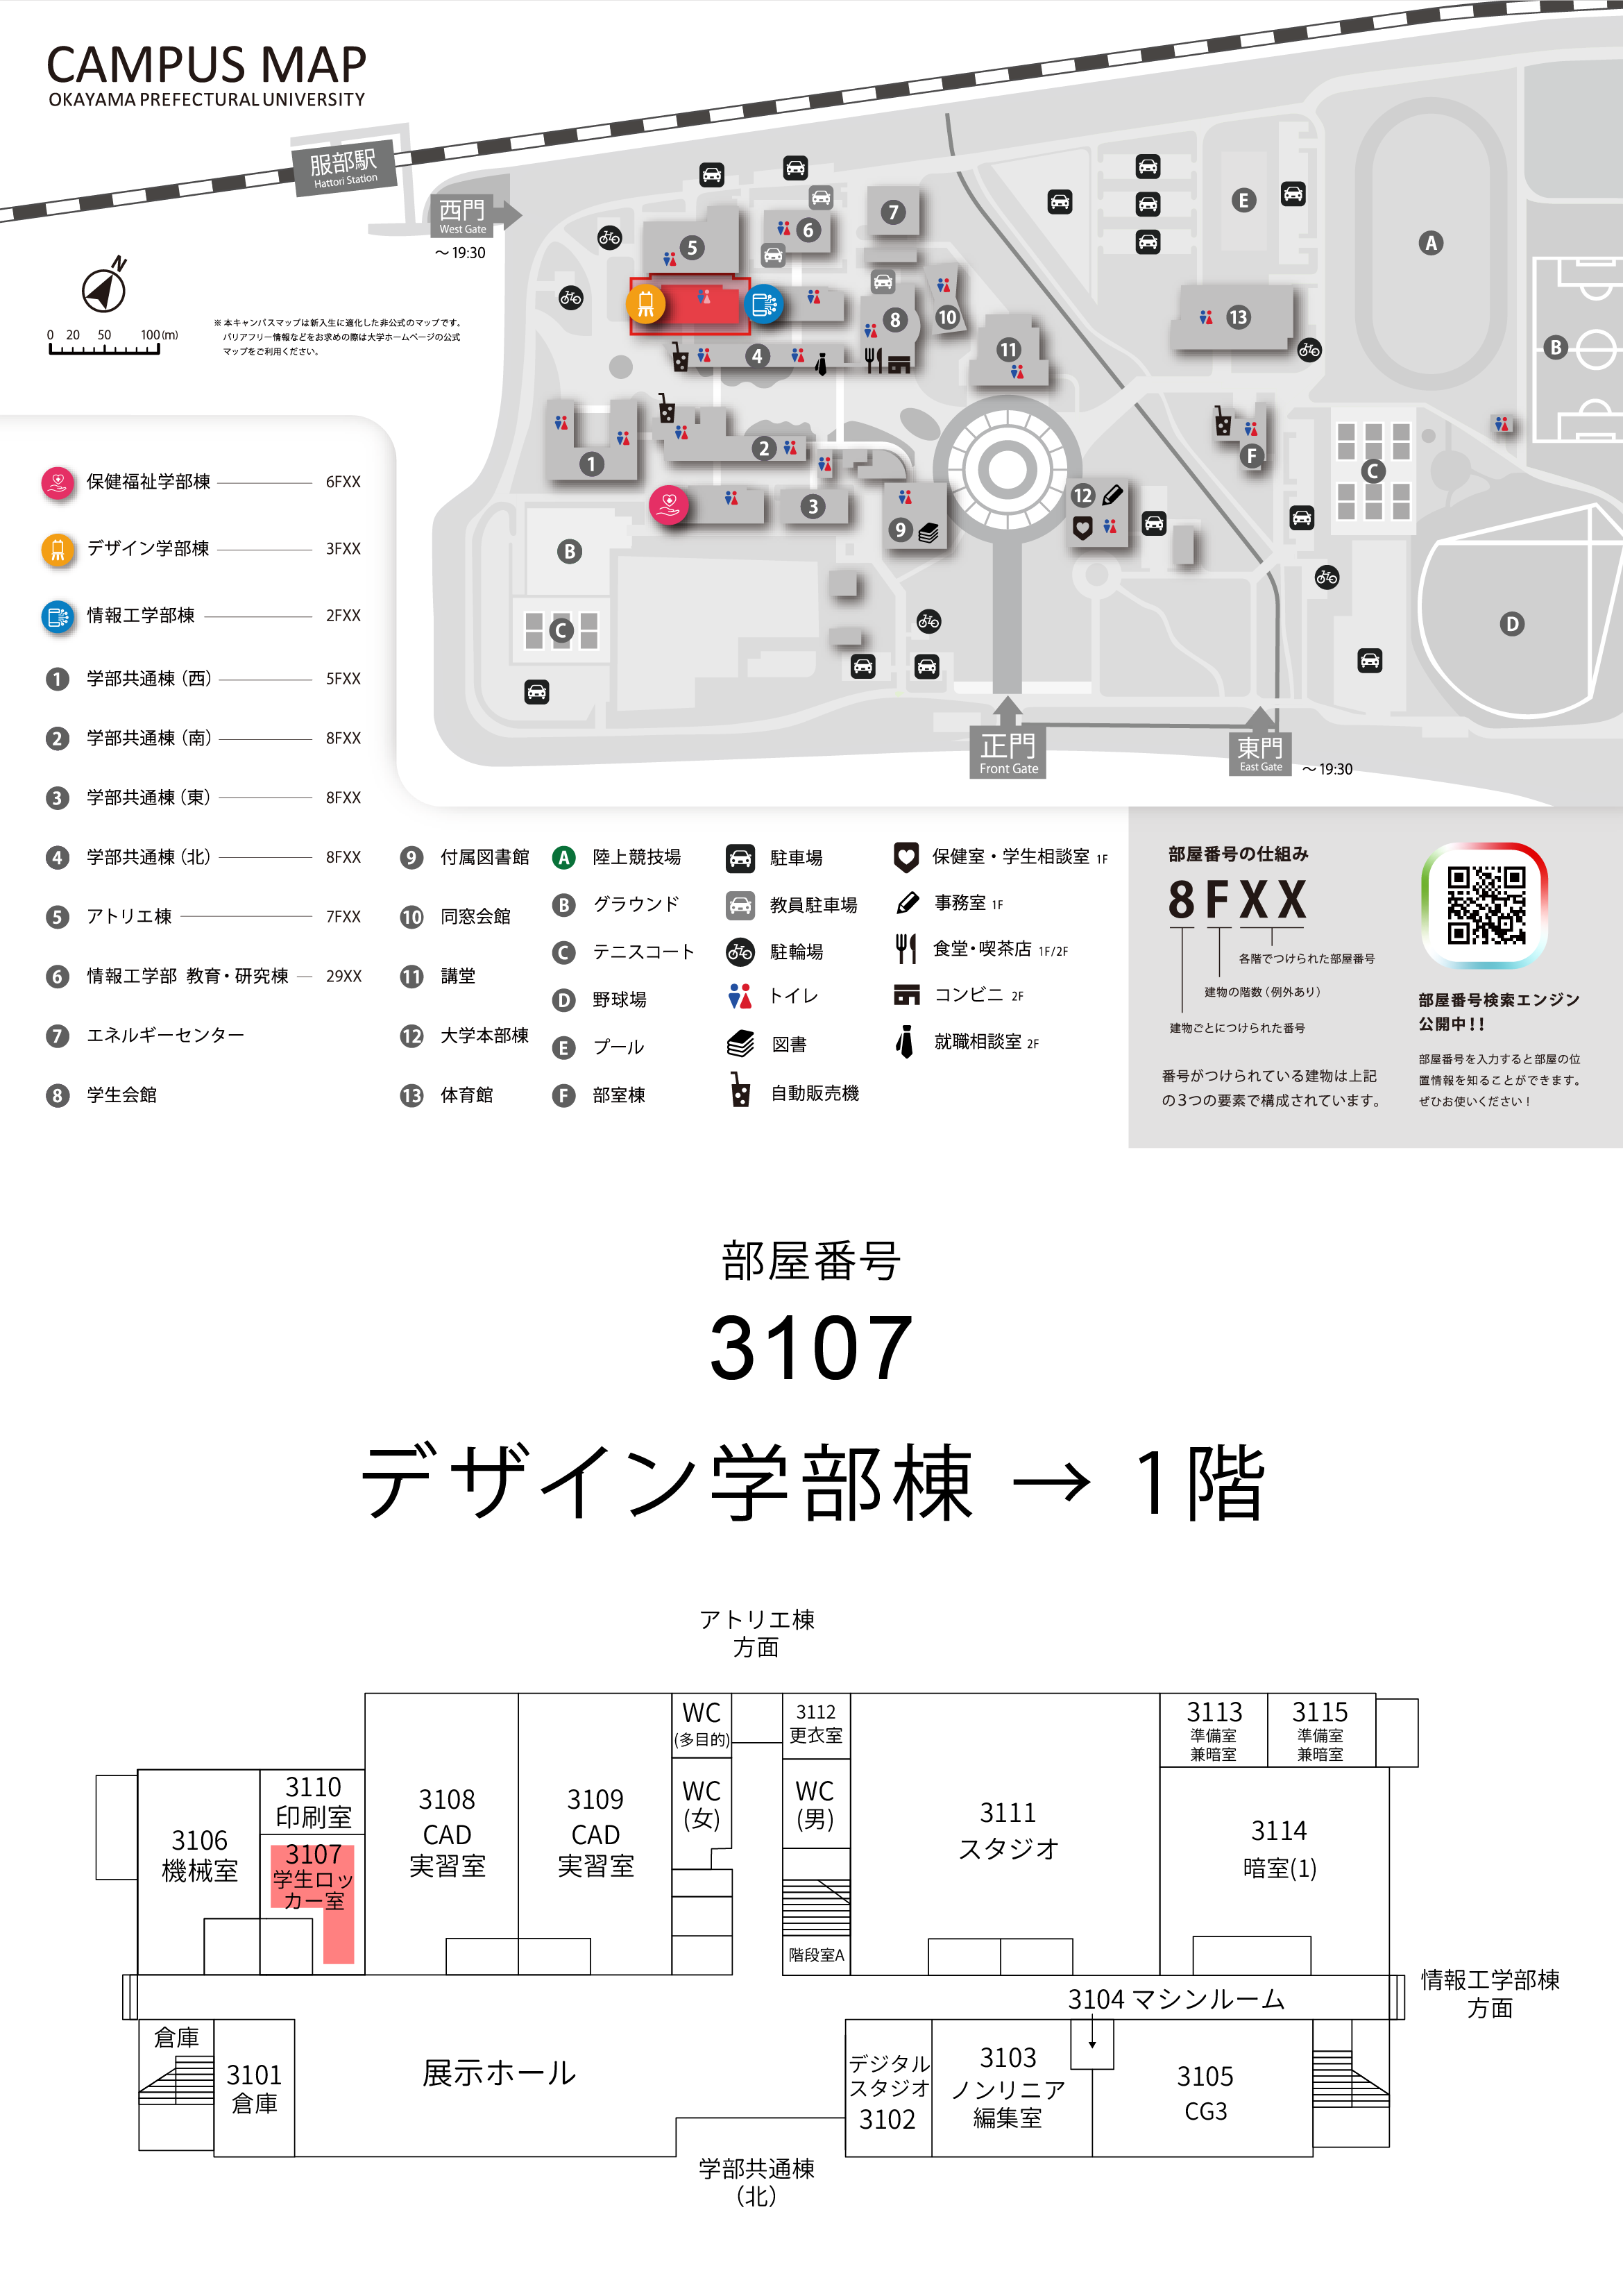 CAMPUS MAP
OKAYAMA PREFECTURAL UNIVERSITY
服部駅
Hattori Station
西門
West Gate
～19:30
N
0 20 50 100(m)
※本キャンパスマップは新入生に適化した非公式のマップです。
バリアフリー情報などをお求めの際は大学ホームページの公式
マップをご利用ください。
7
6
5
E
A
8
10
13
11
4
B
1
2
F
C
3
12
9
B
C
D
正門
Front Gate
東門
East Gate
～19:30
保健福祉学部棟 6FXX
デザイン学部棟 3FXX
情報工学部棟 2FXX
1 学部共通棟（西） 5FXX
2 学部共通棟（南） 8FXX
3 学部共通棟（東） 8FXX
4 学部共通棟（北） 8FXX
5 アトリエ棟 7FXX
6 情報工学部 教育・研究棟 29XX
7 エネルギーセンター
8 学生会館
9 付属図書館
10 同窓会館
11 講堂
12 大学本部棟
13 体育館
A 陸上競技場
B グラウンド
C テニスコート
D 野球場
E プール
F 部室棟
駐車場
教員駐車場
駐輪場
トイレ
図書
自動販売機
保健室・学生相談室 1F
事務室 1F
食堂・喫茶店 1F/2F
コンビニ 2F
就職相談室 2F
部屋番号の仕組み
8FXX
各階でつけられた部屋番号
建物の階数（例外あり）
建物ごとにつけられた番号
番号がつけられている建物は上記
の3つの要素で構成されています。
部屋番号検索エンジン
公開中！！
部屋番号を入力すると部屋の位
置情報を知ることができます。
ぜひお使いください！
部屋番号
3107
デザイン学部棟 → 1階
アトリエ棟
方面
3106
機械室
3110
印刷室
3107
学生ロッ
カー室
3108
CAD
実習室
3109
CAD
実習室
WC
(多目的)
WC
(女)
3112
更衣室
WC
(男)
階段室A
3111
スタジオ
3113
準備室
兼暗室
3115
準備室
兼暗室
3114
暗室(1)
情報工学部棟
方面
3104 マシンルーム
倉庫
3101
倉庫
展示ホール
デジタル
スタジオ
3102
3103
ノンリニア
編集室
3105
CG3
学部共通棟
（北）